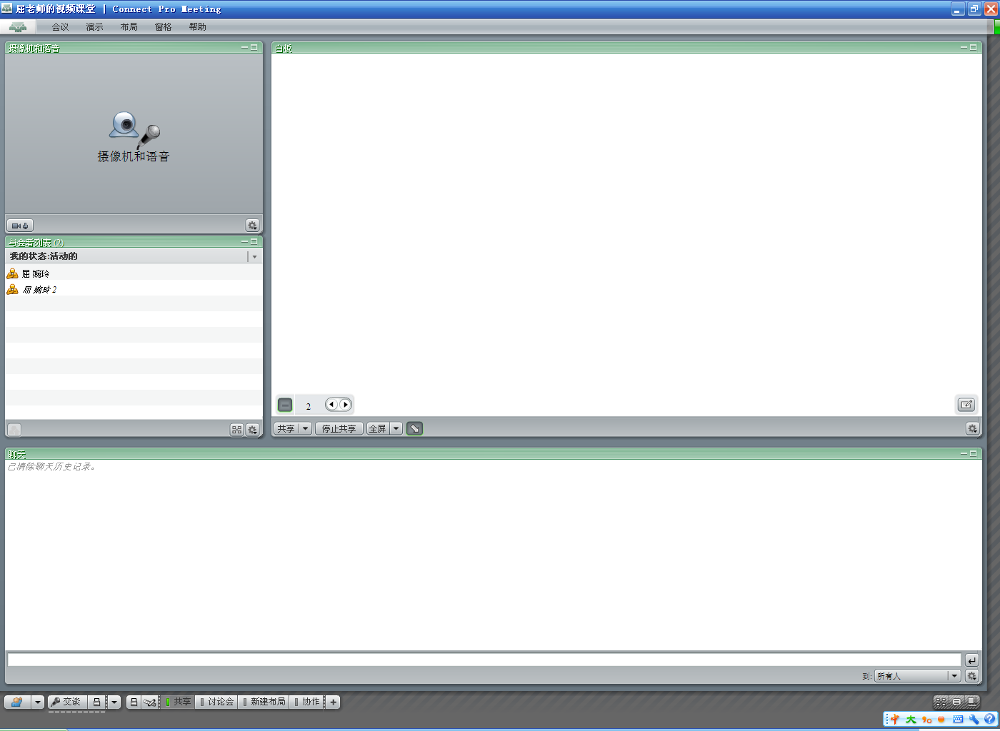 屈老师的视频课堂 | Connect Pro Meeting
会议 演示 布局 窗格 帮助
摄像机和语音
摄像机和语音
与会者列表 (2)
我的状态:活动的
屈 婉玲
屈 婉玲 2
白板
2
共享 停止共享 全屏
聊天
已清除聊天历史记录。
到: 所有人
交谈 共享 讨论会 新建布局 协作 +
中 大